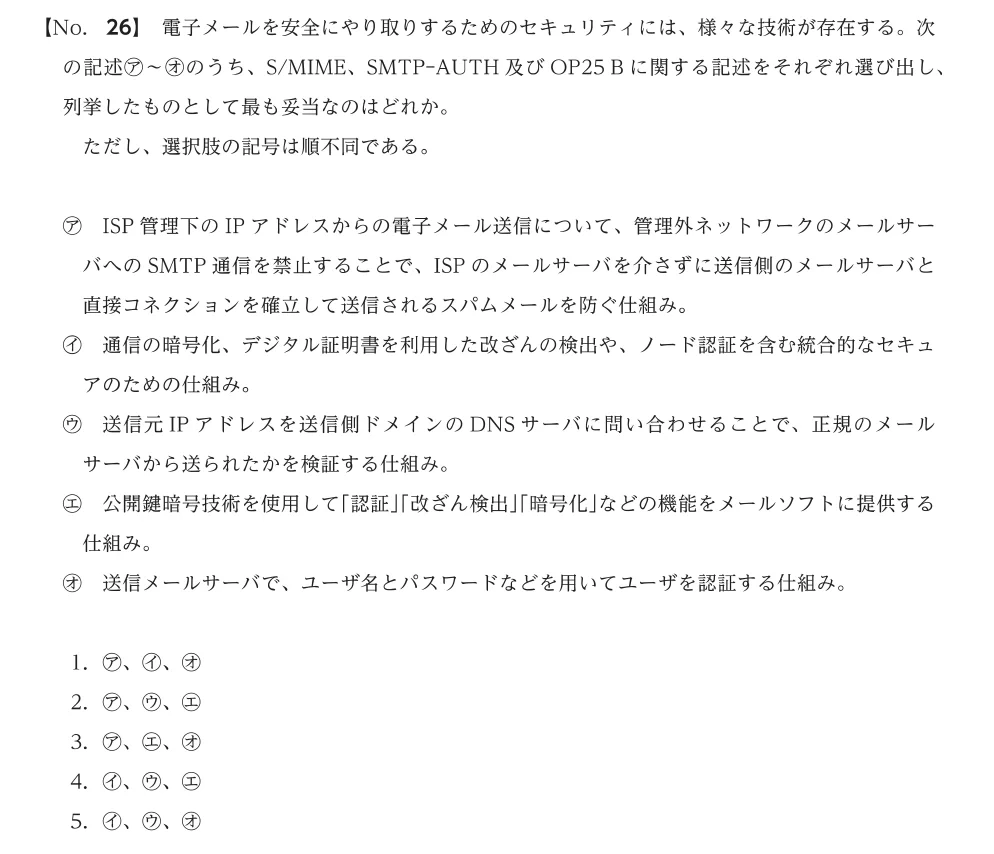 【No. 26】 電子メールを安全にやり取りするためのセキュリティには、様々な技術が存在する。次
の記述㋐～㋔のうち、S/MIME、SMTP-AUTH 及び OP25 B に関する記述をそれぞれ選び出し、
列挙したものとして最も妥当なのはどれか。
ただし、選択肢の記号は順不同である。
㋐ ISP 管理下の IP アドレスからの電子メール送信について、管理外ネットワークのメールサー
バへの SMTP 通信を禁止することで、ISP のメールサーバを介さずに送信側のメールサーバと
直接コネクションを確立して送信されるスパムメールを防ぐ仕組み。
㋑ 通信の暗号化、デジタル証明書を利用した改ざんの検出や、ノード認証を含む統合的なセキュ
アのための仕組み。
㋒ 送信元 IP アドレスを送信側ドメインの DNS サーバに問い合わせることで、正規のメール
サーバから送られたかを検証する仕組み。
㋓ 公開鍵暗号技術を使用して「認証」「改ざん検出」「暗号化」などの機能をメールソフトに提供する
仕組み。
㋔ 送信メールサーバで、ユーザ名とパスワードなどを用いてユーザを認証する仕組み。
1. ㋐、㋑、㋔
2. ㋐、㋒、㋓
3. ㋐、㋓、㋔
4. ㋑、㋒、㋓
5. ㋑、㋒、㋔